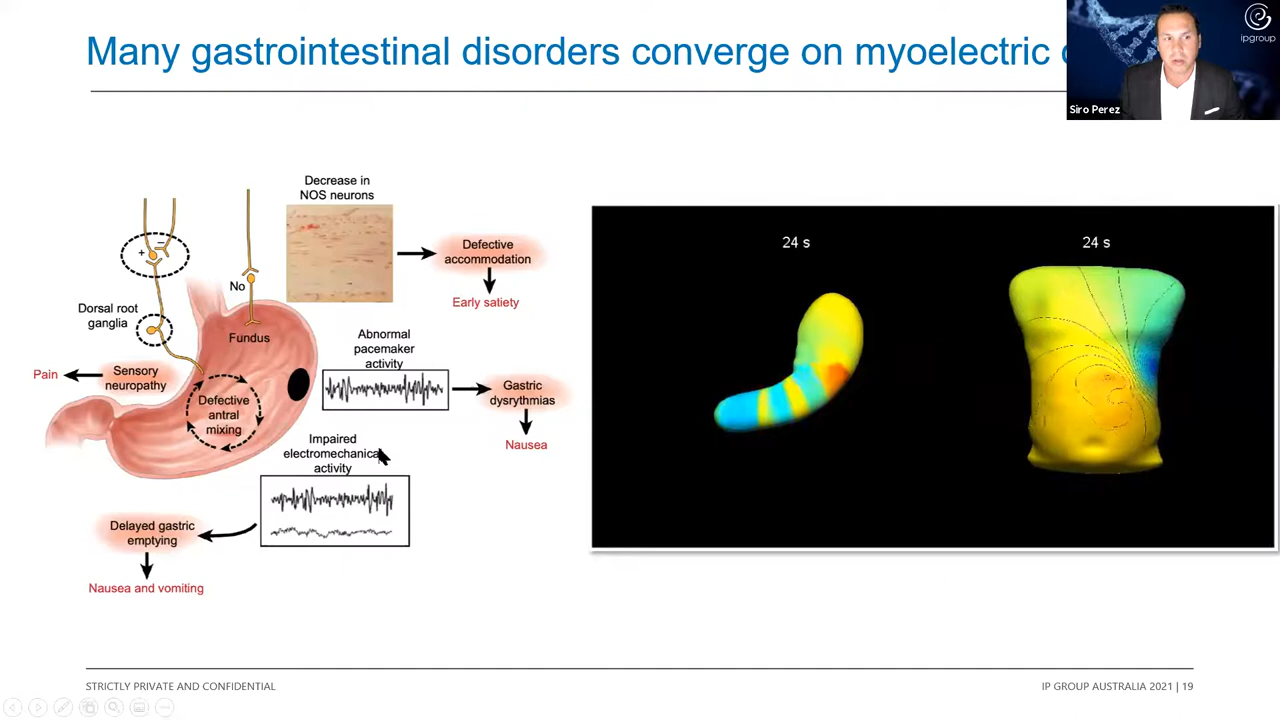 Many gastrointestinal disorders converge on myoelectric
ipgroup
Siro Perez
Decrease in
NOS neurons
Defective
accommodation
Early satiety
+
−
No
Dorsal root
ganglia
Fundus
Abnormal
pacemaker
activity
Pain
Sensory
neuropathy
Defective
antral
mixing
Gastric
dysrythmias
Nausea
Impaired
electromechanical
activity
Delayed gastric
emptying
Nausea and vomiting
24 s
24 s
STRICTLY PRIVATE AND CONFIDENTIAL
IP GROUP AUSTRALIA 2021 | 19